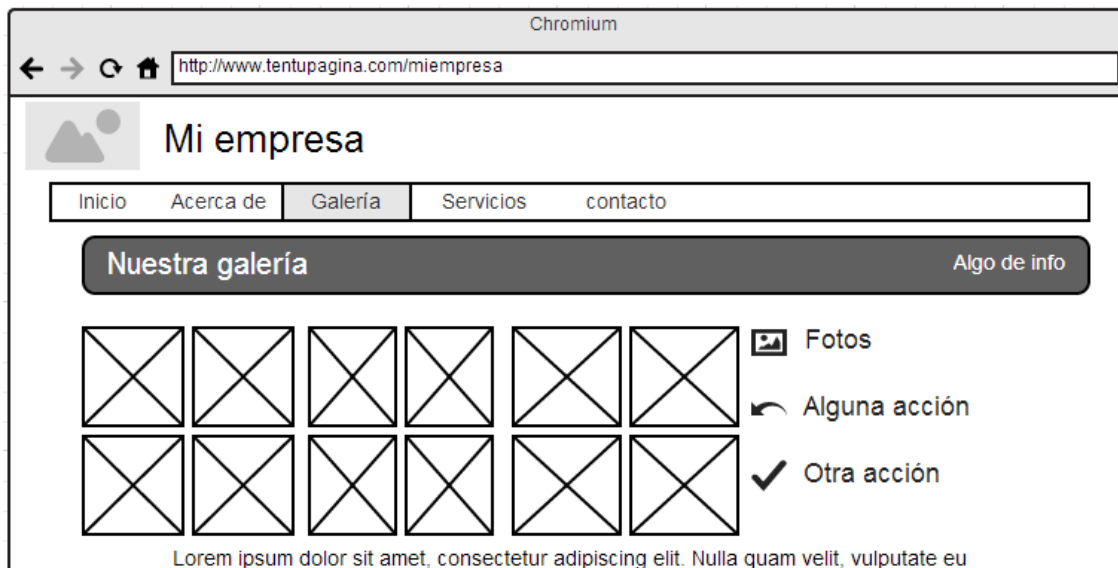 Chromium
http://www.tentupagina.com/miempresa
Mi empresa
Inicio Acerca de Galería Servicios contacto
Nuestra galería Algo de info
Fotos
Alguna acción
Otra acción
Lorem ipsum dolor sit amet, consectetur adipiscing elit. Nulla quam velit, vulputate eu